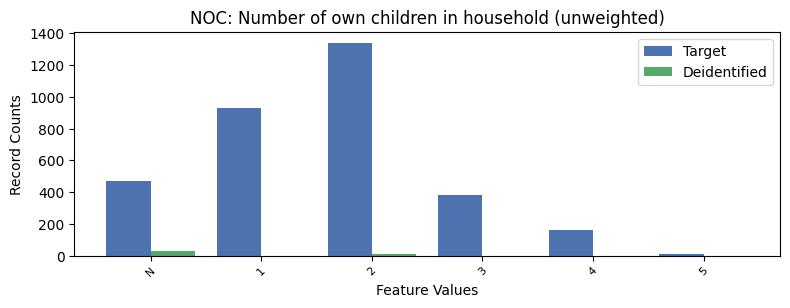 NOC: Number of own children in household (unweighted)
1400
1200
1000
800
600
400
200
0
Record Counts
Target
Deidentified
N
1
2
3
4
5
Feature Values